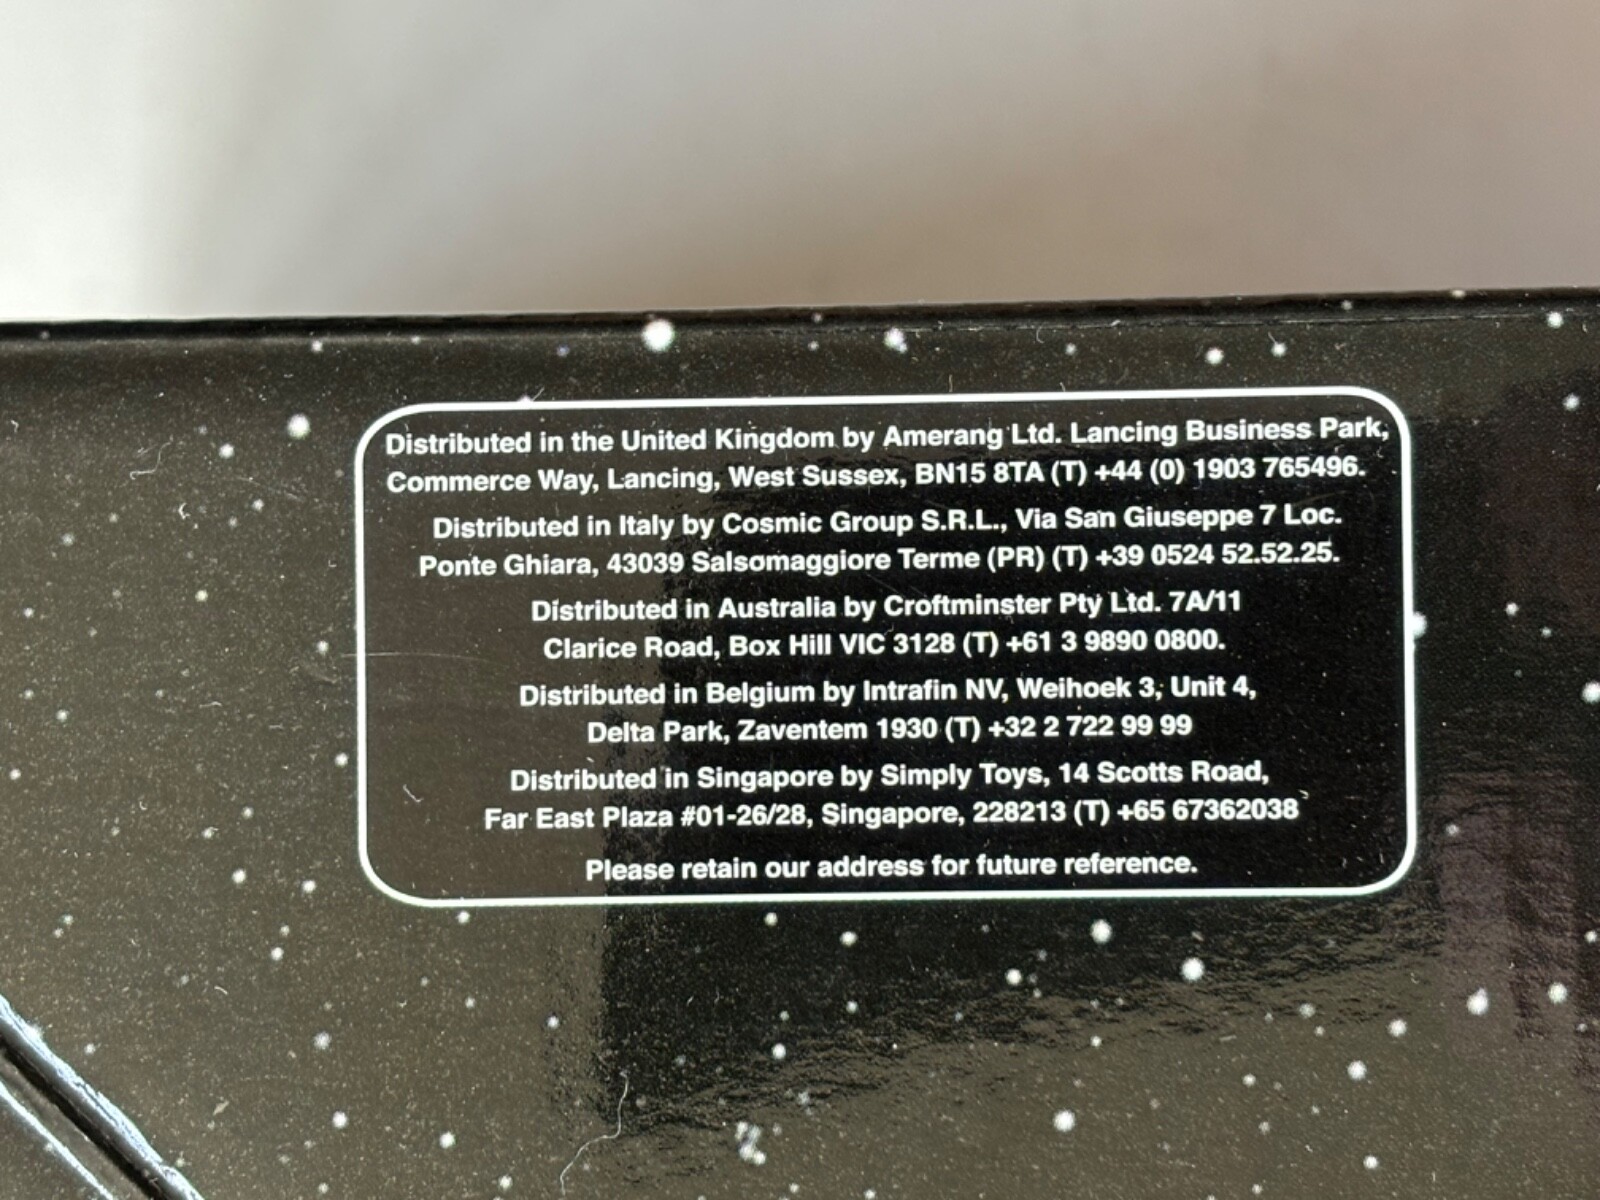 Distributed in the United Kingdom by Amerang Ltd. Lancing Business Park,
Commerce Way, Lancing, West Sussex, BN15 8TA (T) +44 (0) 1903 765496.
Distributed in Italy by Cosmic Group S.R.L., Via San Giuseppe 7 Loc.
Ponte Ghiara, 43039 Salsomaggiore Terme (PR) (T) +39 0524 52.52.25.
Distributed in Australia by Croftminster Pty Ltd. 7A/11
Clarice Road, Box Hill VIC 3128 (T) +61 3 9890 0800.
Distributed in Belgium by Intrafin NV, Weihoek 3, Unit 4,
Delta Park, Zaventem 1930 (T) +32 2 722 99 99
Distributed in Singapore by Simply Toys, 14 Scotts Road,
Far East Plaza #01-26/28, Singapore, 228213 (T) +65 67362038
Please retain our address for future reference.